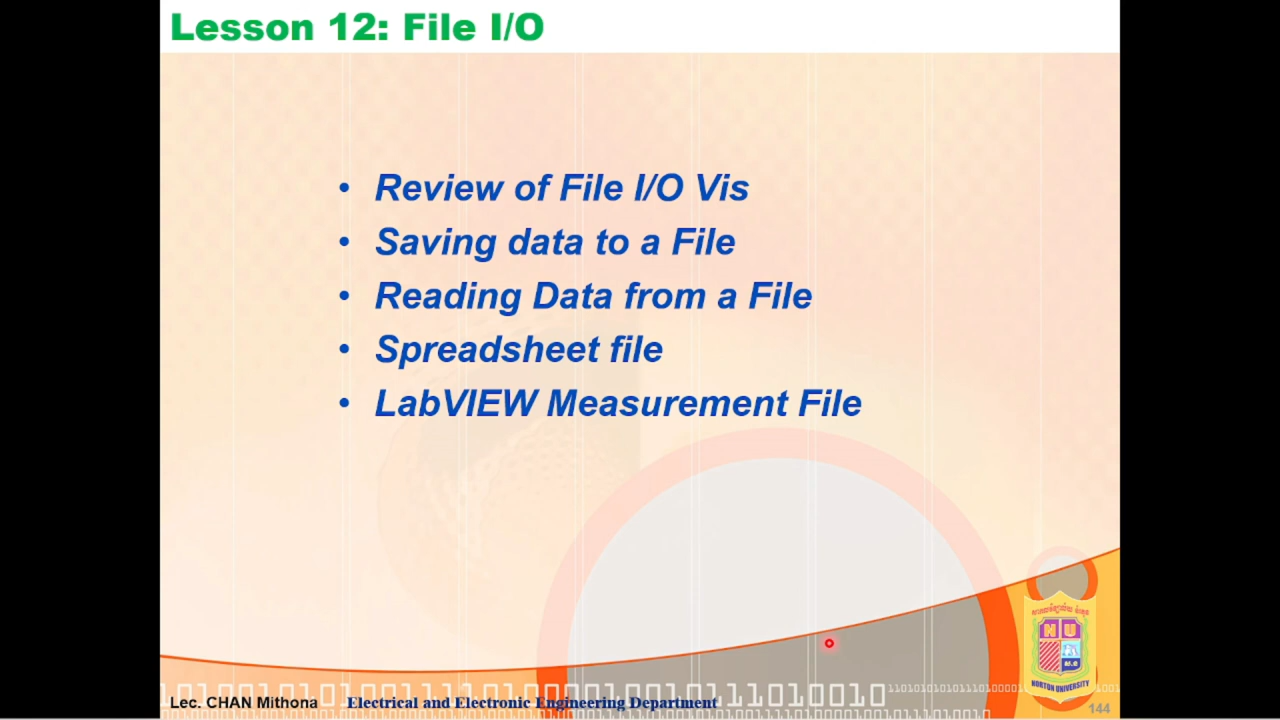 Lesson 12: File I/O
• Review of File I/O Vis
• Saving data to a File
• Reading Data from a File
• Spreadsheet file
• LabVIEW Measurement File
N U
NORTON UNIVERSITY
Lec. CHAN Mithona Electrical and Electronic Engineering Department
144